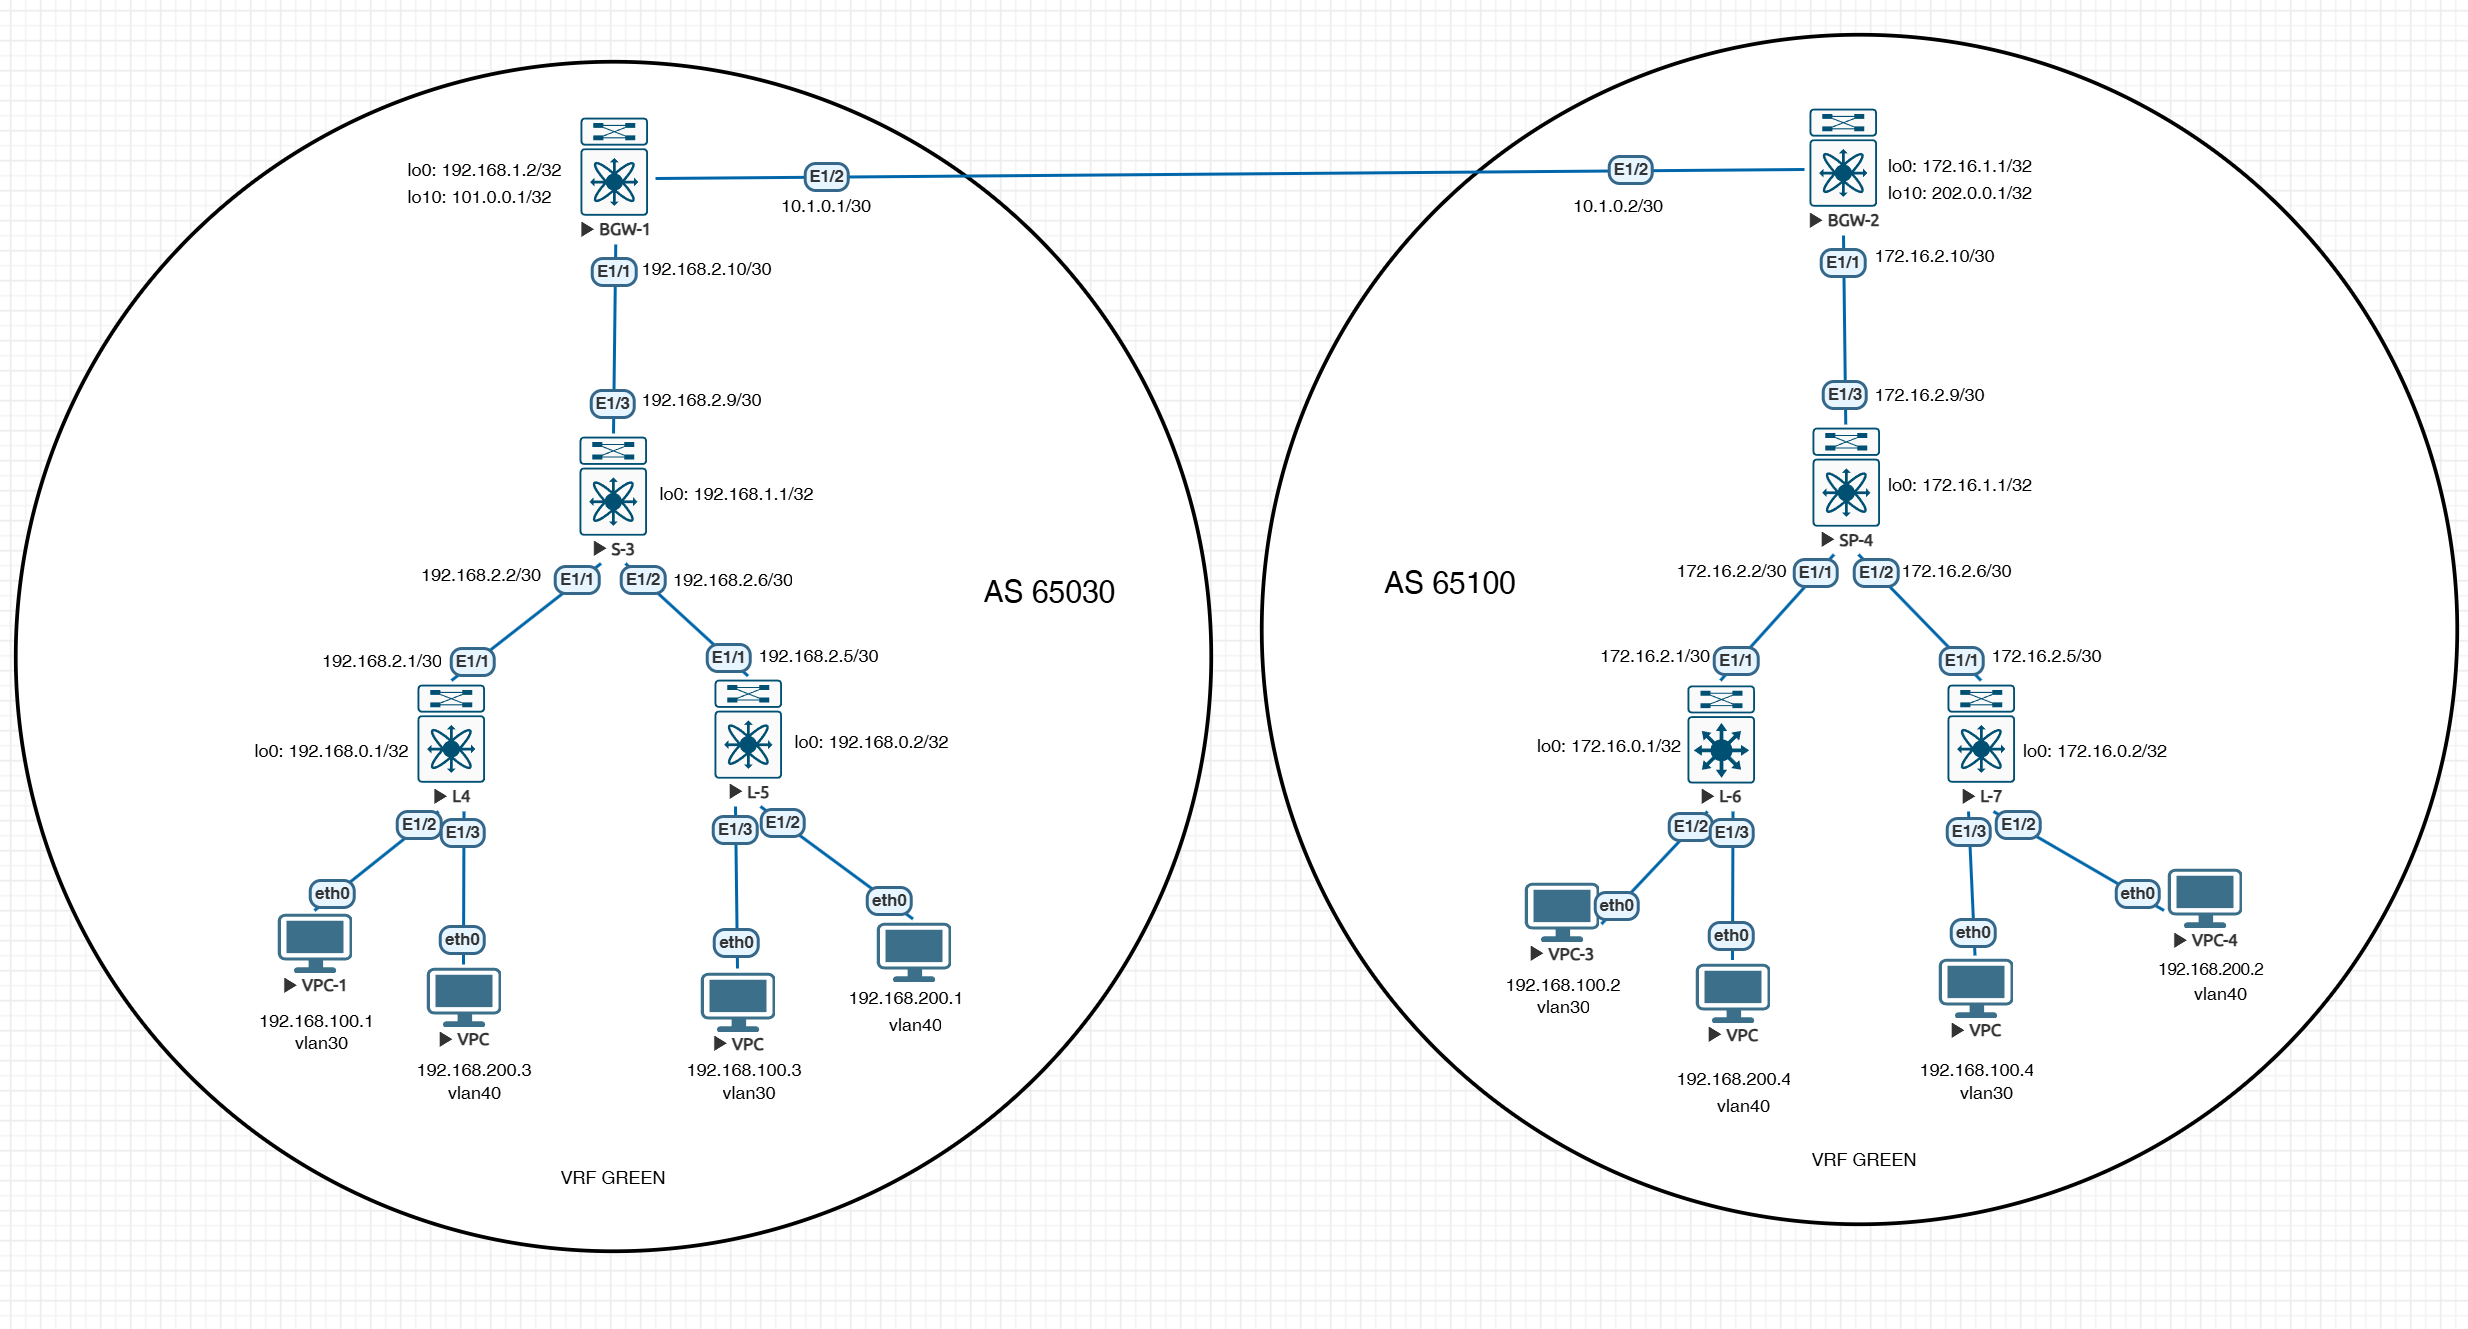 lo0: 192.168.1.2/32
lo10: 101.0.0.1/32
BGW-1
E1/2
10.1.0.1/30
E1/1
192.168.2.10/30
E1/3
192.168.2.9/30
lo0: 192.168.1.1/32
S-3
192.168.2.2/30
E1/1
E1/2
192.168.2.6/30
AS 65030
192.168.2.1/30
E1/1
E1/1
192.168.2.5/30
lo0: 192.168.0.1/32
L4
lo0: 192.168.0.2/32
L-5
E1/2
E1/3
E1/3
E1/2
eth0
eth0
eth0
eth0
VPC-1
192.168.100.1
vlan30
VPC
192.168.200.3
vlan40
VPC
192.168.100.3
vlan30
192.168.200.1
vlan40
VRF GREEN
E1/2
10.1.0.2/30
lo0: 172.16.1.1/32
lo10: 202.0.0.1/32
BGW-2
E1/1
172.16.2.10/30
E1/3
172.16.2.9/30
lo0: 172.16.1.1/32
SP-4
AS 65100
172.16.2.2/30
E1/1
E1/2
172.16.2.6/30
172.16.2.1/30
E1/1
E1/1
172.16.2.5/30
lo0: 172.16.0.1/32
L-6
lo0: 172.16.0.2/32
L-7
E1/2
E1/3
E1/3
E1/2
eth0
eth0
eth0
eth0
VPC-3
192.168.100.2
vlan30
VPC
192.168.200.4
vlan40
VPC
192.168.100.4
vlan30
VPC-4
192.168.200.2
vlan40
VRF GREEN